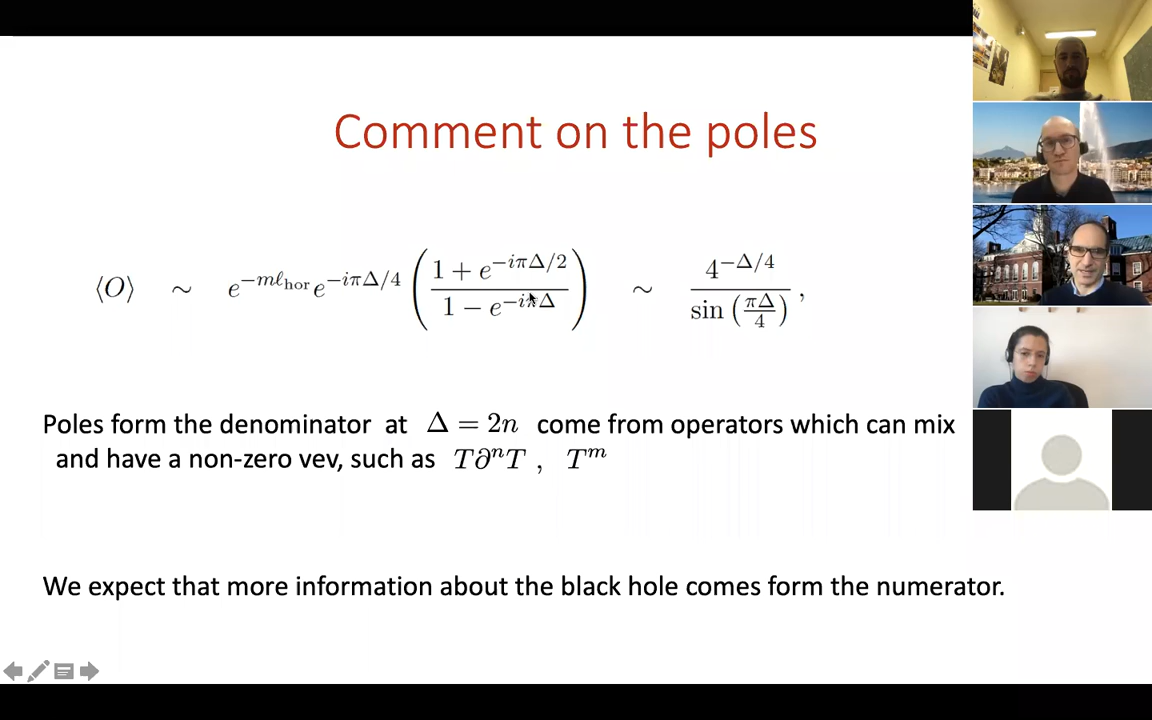 Comment on the poles
⟨O⟩ ∼ e^{-mℓ_hor} e^{-iπΔ/4} ( (1 + e^{-iπΔ/2}) / (1 − e^{-iπΔ}) ) ∼ 4^{-Δ/4} / sin (πΔ/4) ,
Poles form the denominator at Δ = 2n come from operators which can mix
and have a non-zero vev, such as T∂ⁿT , Tᵐ
We expect that more information about the black hole comes form the numerator.